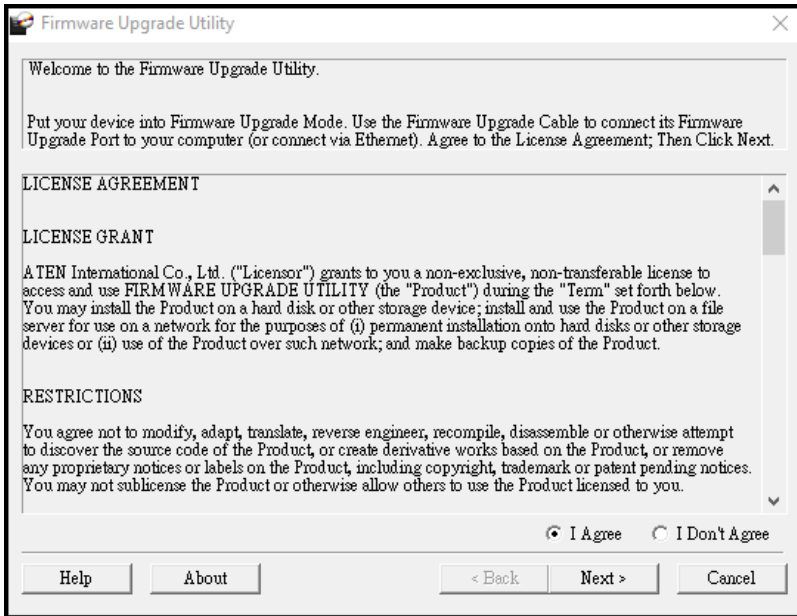 Firmware Upgrade Utility
Welcome to the Firmware Upgrade Utility.
Put your device into Firmware Upgrade Mode. Use the Firmware Upgrade Cable to connect its Firmware
Upgrade Port to your computer (or connect via Ethernet). Agree to the License Agreement; Then Click Next.
LICENSE AGREEMENT
LICENSE GRANT
ATEN International Co., Ltd. ("Licensor") grants to you a non-exclusive, non-transferable license to
access and use FIRMWARE UPGRADE UTILITY (the "Product") during the "Term" set forth below.
You may install the Product on a hard disk or other storage device; install and use the Product on a file
server for use on a network for the purposes of (i) permanent installation onto hard disks or other storage
devices or (ii) use of the Product over such network; and make backup copies of the Product.
RESTRICTIONS
You agree not to modify, adapt, translate, reverse engineer, recompile, disassemble or otherwise attempt
to discover the source code of the Product, or create derivative works based on the Product, or remove
any proprietary notices or labels on the Product, including copyright, trademark or patent pending notices.
You may not sublicense the Product or otherwise allow others to use the Product licensed to you.
I Agree I Don't Agree
Help About < Back Next > Cancel